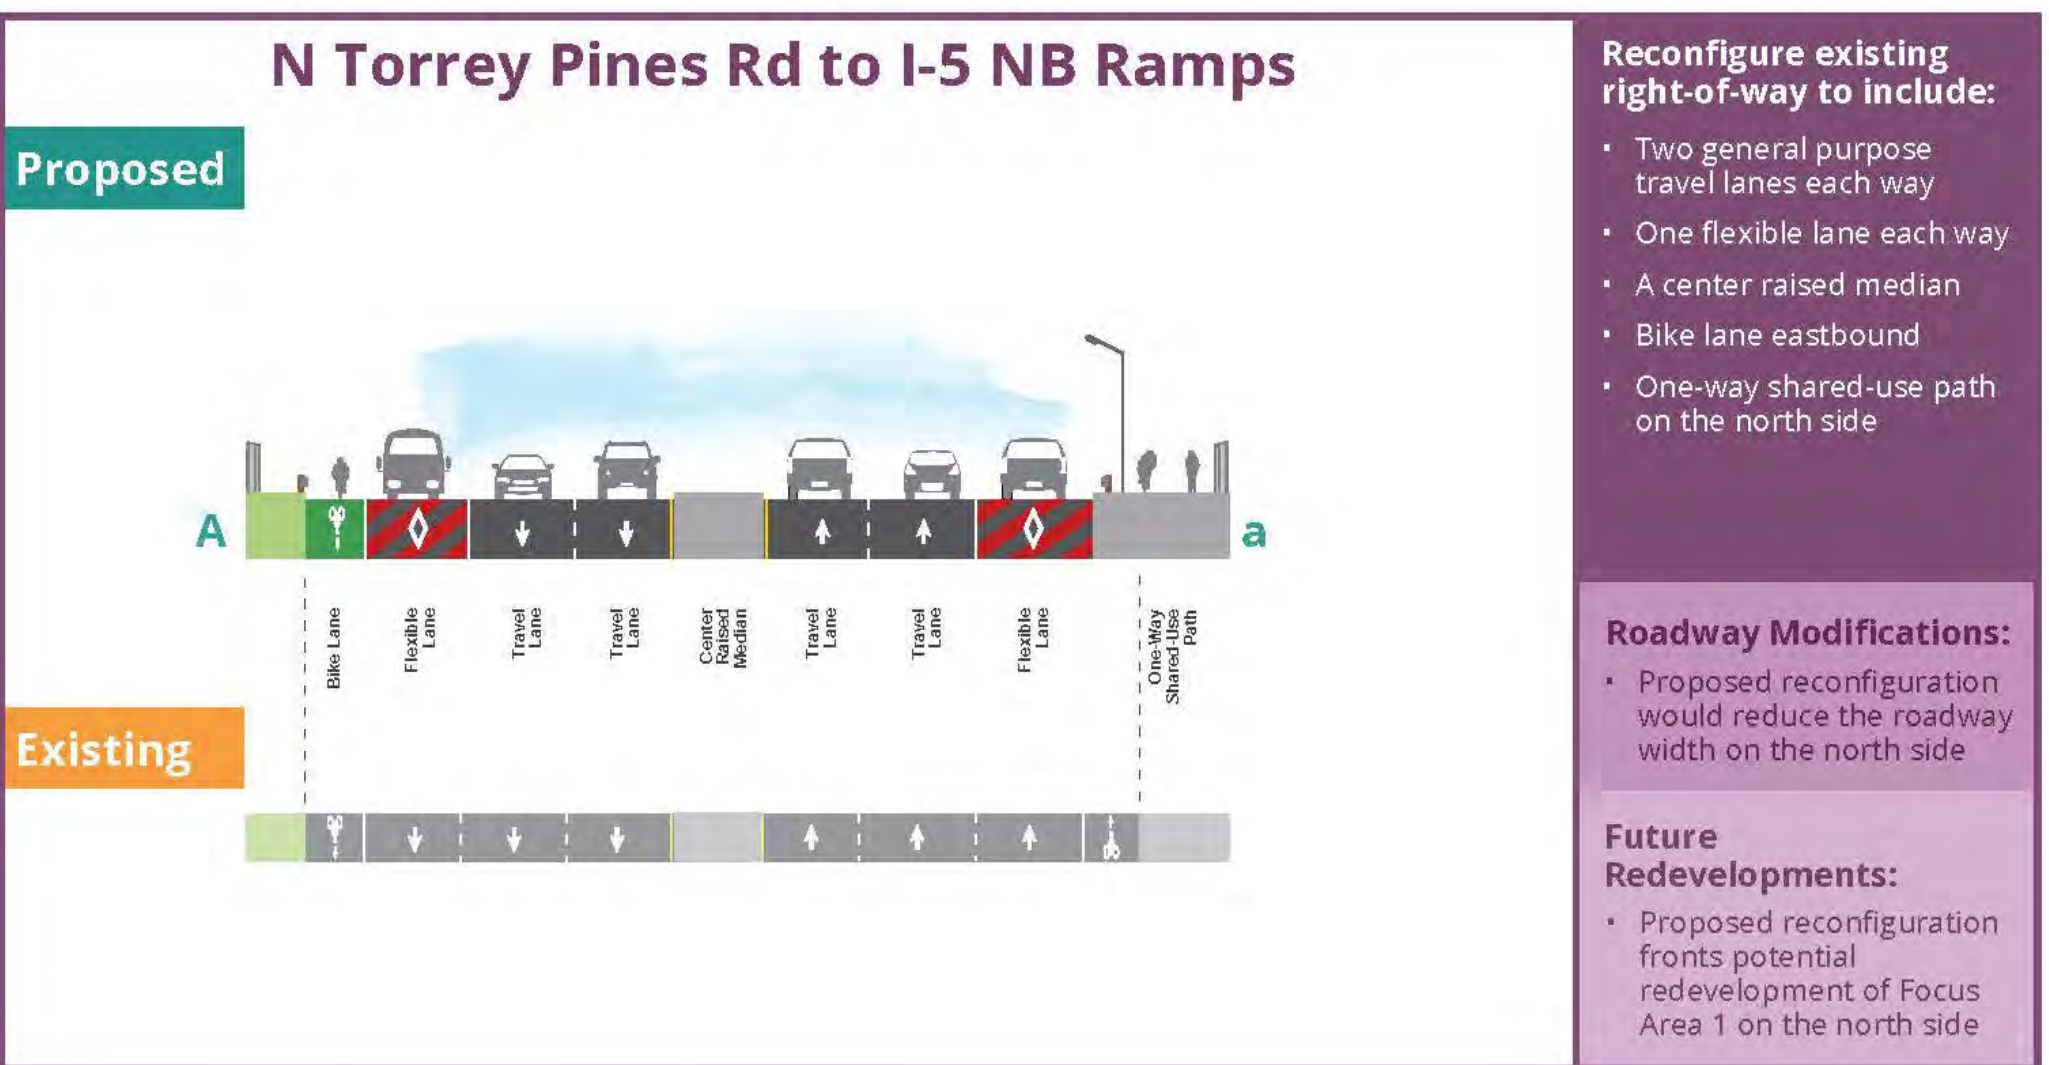 N Torrey Pines Rd to I-5 NB Ramps
Proposed
A
a
Bike Lane
Flexible
Lane
Travel
Lane
Travel
Lane
Center
Raised
Median
Travel
Lane
Travel
Lane
Flexible
Lane
One-Way
Shared-Use
Path
Existing
Reconfigure existing
right-of-way to include:
· Two general purpose
travel lanes each way
· One flexible lane each way
· A center raised median
· Bike lane eastbound
· One-way shared-use path
on the north side
Roadway Modifications:
· Proposed reconfiguration
would reduce the roadway
width on the north side
Future
Redevelopments:
· Proposed reconfiguration
fronts potential
redevelopment of Focus
Area 1 on the north side